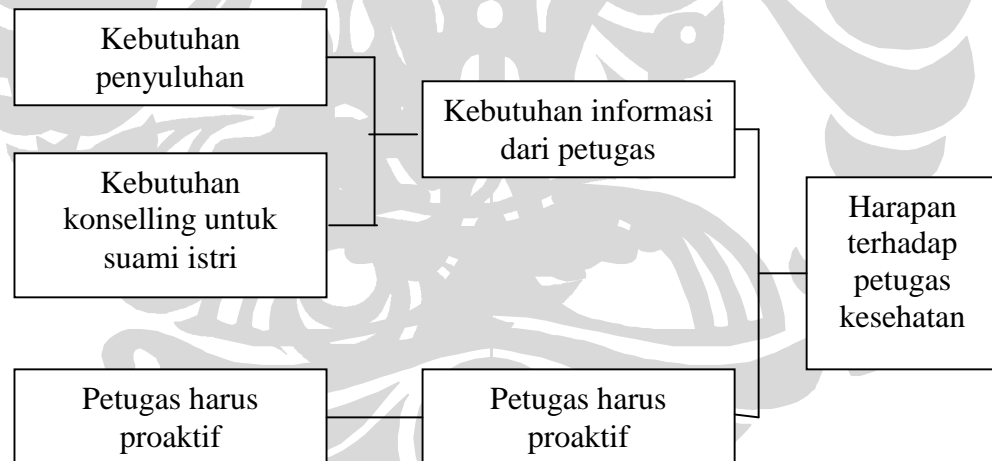 Kebutuhan
penyuluhan
Kebutuhan
konselling untuk
suami istri
Petugas harus
proaktif
Kebutuhan informasi
dari petugas
Petugas harus
proaktif
Harapan
terhadap
petugas
kesehatan